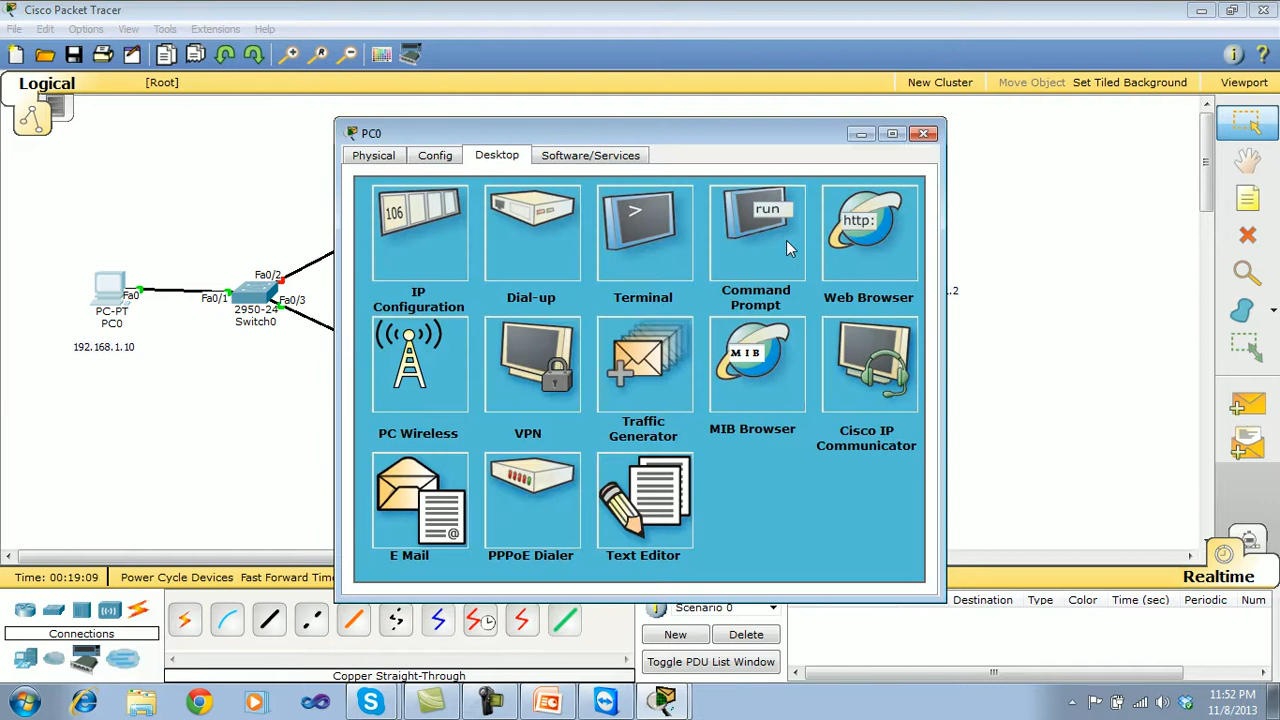 Cisco Packet Tracer
File Edit Options View Tools Extensions Help
Logical
[Root]
New Cluster
Move Object
Set Tiled Background
Viewport
PC0
Physical
Config
Desktop
Software/Services
106
IP
Configuration
Dial-up
>
Terminal
run
Command
Prompt
http:
Web Browser
PC Wireless
VPN
Traffic
Generator
MIB
MIB Browser
Cisco IP
Communicator
@
E Mail
PPPoE Dialer
Text Editor
Fa0
PC-PT
PC0
192.168.1.10
Fa0/1
Fa0/2
Fa0/3
2950-24
Switch0
.2
Time: 00:19:09
Power Cycle Devices
Fast Forward Time
Realtime
Connections
Copper Straight-Through
Scenario 0
New
Delete
Toggle PDU List Window
Destination
Type
Color
Time (sec)
Periodic
Num
11:52 PM
11/8/2013